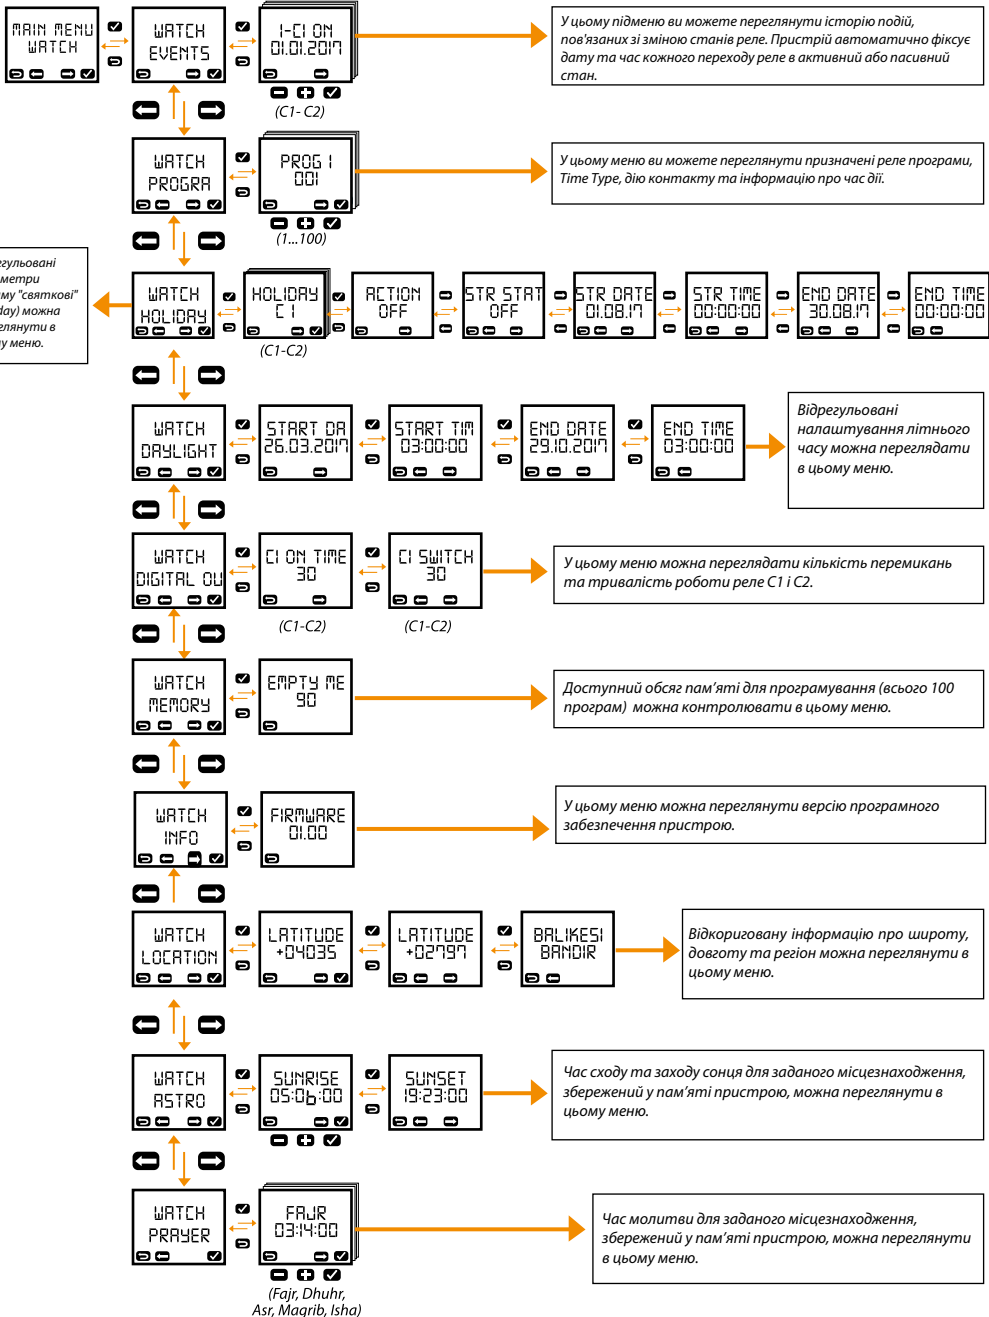 MAIN MENU
WATCH
WATCH
EVENTS
1-C1 ON
01.01.2017
(C1- C2)
У цьому підменю ви можете переглянути історію подій,
пов'язаних зі зміною станів реле. Пристрій автоматично фіксує
дату та час кожного переходу реле в активний або пасивний
стан.
WATCH
PROGRA
PROG 1
001
(1...100)
У цьому меню ви можете переглянути призначені реле програми,
Time Type, дію контакту та інформацію про час дії.
"святкові"
можна
в
меню.
WATCH
HOLIDAY
HOLIDAY
C1
(C1-C2)
ACTION
OFF
STR STAT
OFF
STR DATE
01.08.17
STR TIME
00:00:00
END DATE
30.08.17
END TIME
00:00:00
WATCH
DAYLIGHT
START DA
26.03.2017
START TIM
03:00:00
END DATE
29.10.2017
END TIME
03:00:00
Відрегульовані
налаштування літнього
часу можна переглядати
в цьому меню.
WATCH
DIGITAL OU
C1 ON TIME
30
(C1-C2)
C1 SWITCH
30
(C1-C2)
У цьому меню можна переглядати кількість перемикань
та тривалість роботи реле С1 і С2.
WATCH
MEMORY
EMPTY ME
90
Доступний обсяг пам’яті для програмування (всього 100
програм) можна контролювати в цьому меню.
WATCH
INFO
FIRMWARE
01.00
У цьому меню можна переглянути версію програмного
забезпечення пристрою.
WATCH
LOCATION
LATITUDE
+04035
LATITUDE
+02797
BALIKESI
BANDIR
Відкориговану інформацію про широту,
довготу та регіон можна переглянути в
цьому меню.
WATCH
ASTRO
SUNRISE
05:06:00
SUNSET
19:23:00
Час сходу та заходу сонця для заданого місцезнаходження,
збережений у пам’яті пристрою, можна переглянути в
цьому меню.
WATCH
PRAYER
FAJR
03:14:00
(Fajr, Dhuhr,
Asr, Magrib, Isha)
Час молитви для заданого місцезнаходження,
збережений у пам’яті пристрою, можна переглянути
в цьому меню.